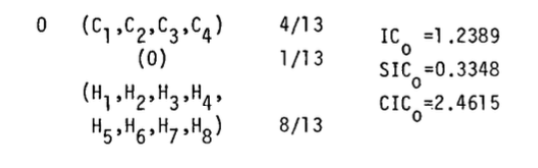 0 (C₁,C₂,C₃,C₄) 4/13 IC₀ =1.2389
(0) 1/13 SIC₀=0.3348
(H₁,H₂,H₃,H₄, CIC₀=2.4615
H₅,H₆,H₇,H₈) 8/13